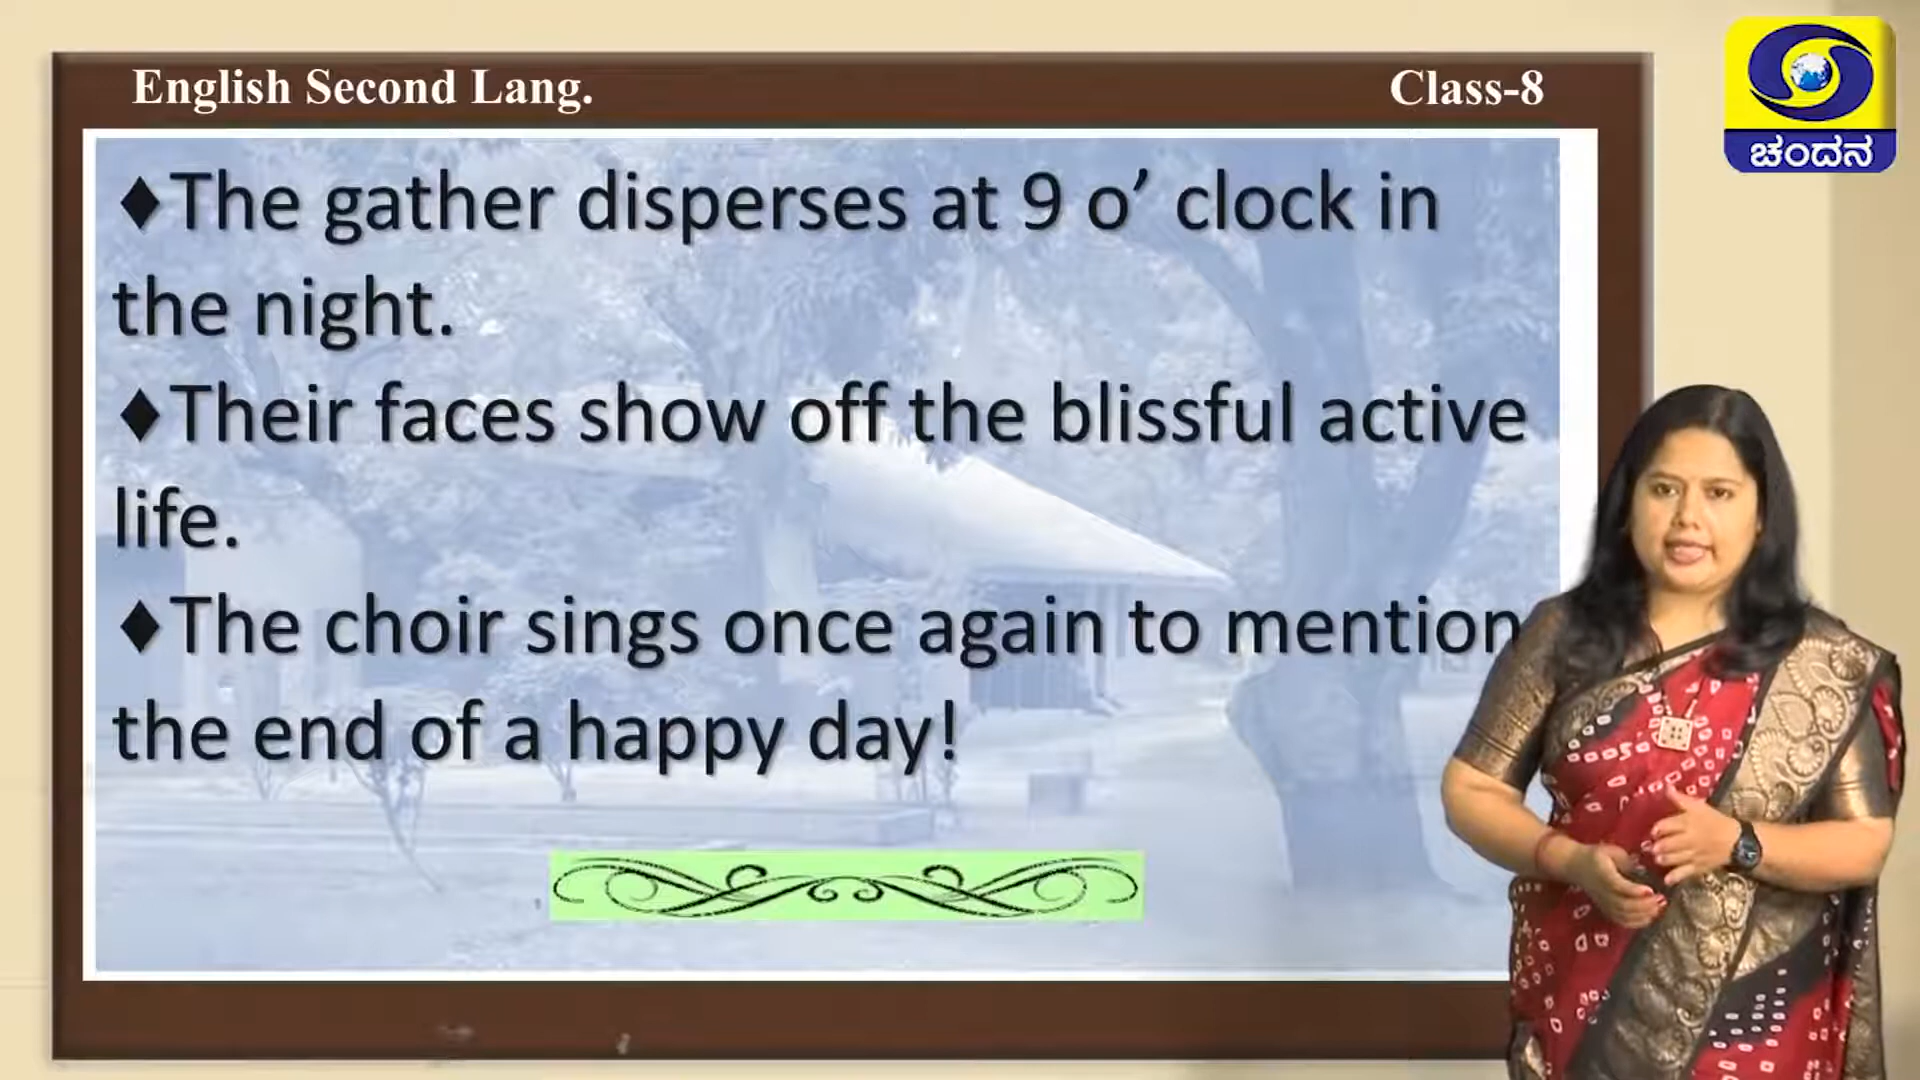 English Second Lang.
Class-8
ಚಂದನ
♦The gather disperses at 9 o’ clock in
the night.
♦Their faces show off the blissful active
life.
♦The choir sings once again to mention
the end of a happy day!